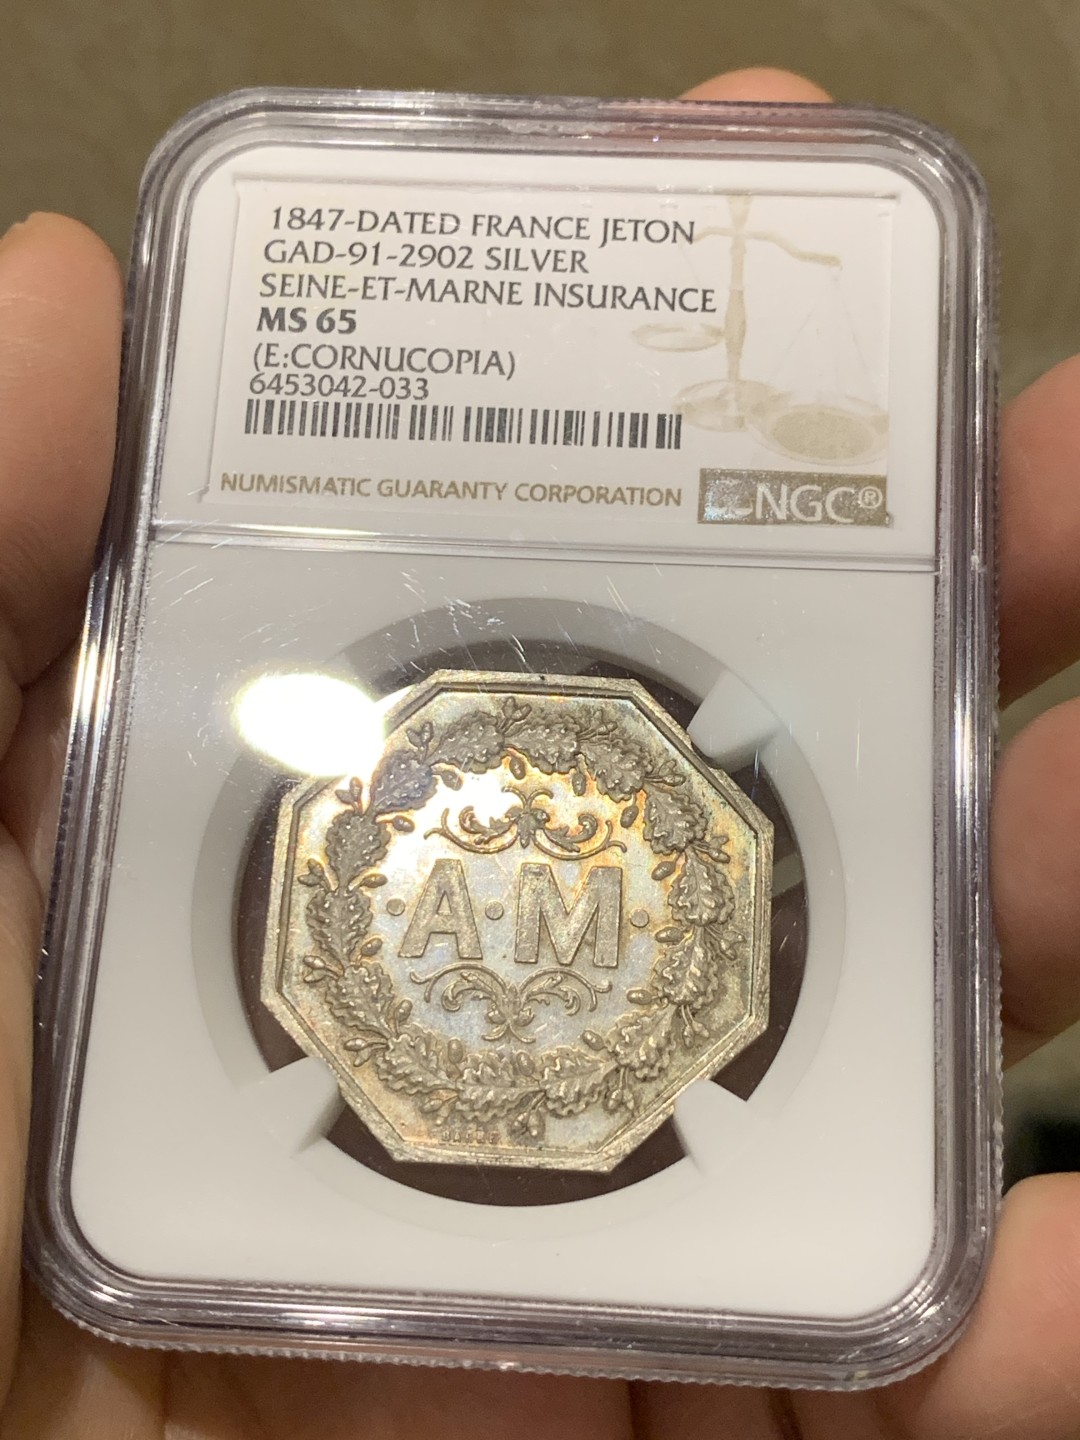 1847-DATED FRANCE JETON
GAD-91-2902 SILVER
SEINE-ET-MARNE INSURANCE
MS 65
(E:CORNUCOPIA)
6453042-033
NUMISMATIC GUARANTY CORPORATION
NGC®
·A·M·